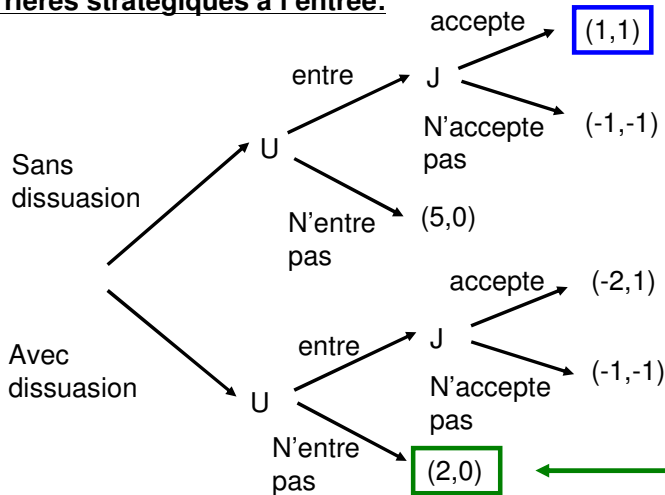 rières stratégiques à l'entrée:
accepte
(1,1)
entre
J
N'accepte
pas
(-1,-1)
U
Sans
dissuasion
N'entre
pas
(5,0)
accepte
(-2,1)
entre
J
Avec
dissuasion
N'accepte
pas
(-1,-1)
U
N'entre
pas
(2,0)